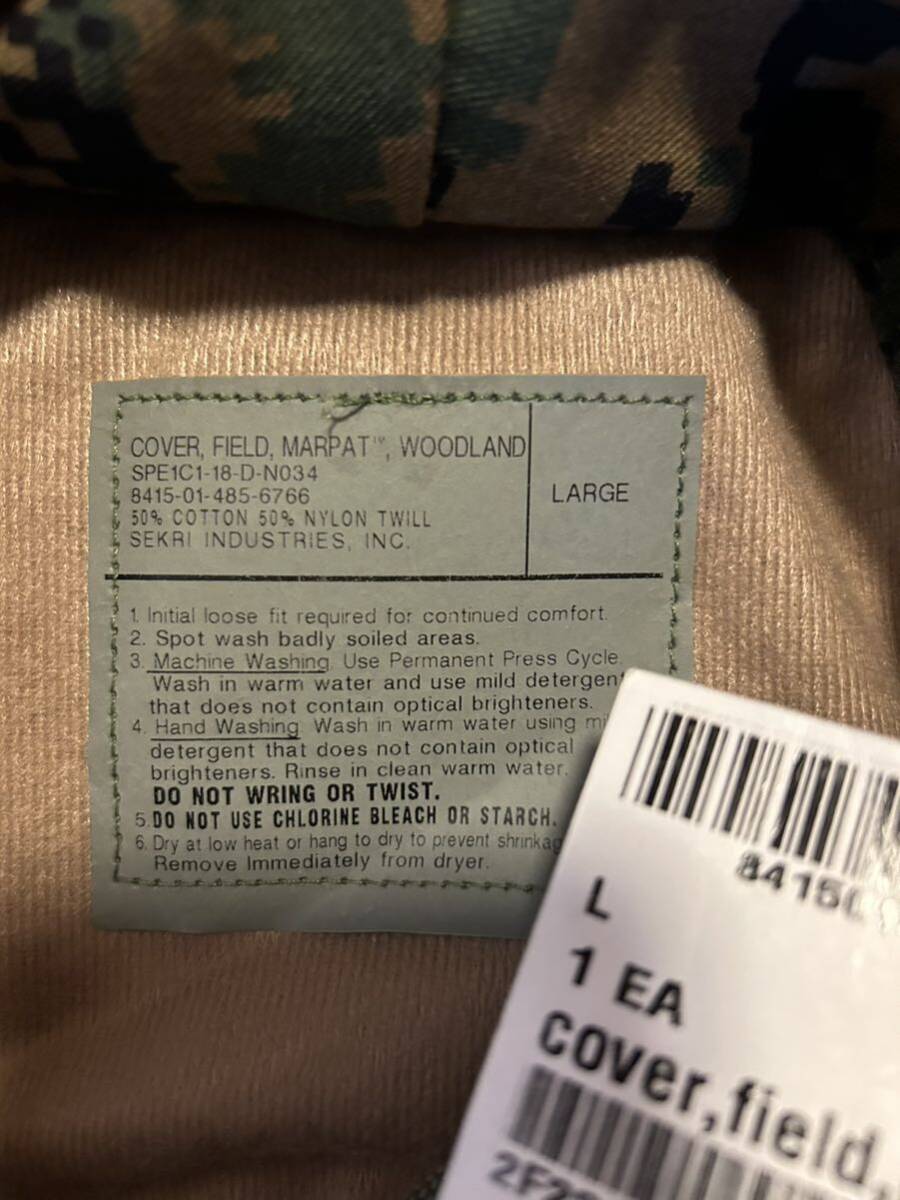 COVER, FIELD, MARPAT™, WOODLAND
SPE1C1-18-D-N034
8415-01-485-6766
50% COTTON 50% NYLON TWILL
SEKRI INDUSTRIES, INC.
LARGE
1. Initial loose fit required for continued comfort.
2. Spot wash badly soiled areas.
3. Machine Washing. Use Permanent Press Cycle.
Wash in warm water and use mild detergent
that does not contain optical brighteners.
4. Hand Washing Wash in warm water using
detergent that does not contain optical
brighteners. Rinse in clean warm water.
DO NOT WRING OR TWIST.
5. DO NOT USE CHLORINE BLEACH OR STARCH.
6. Dry at low heat or hang to dry to prevent
Remove Immediately from dryer.
L
1 EA
cover,field,